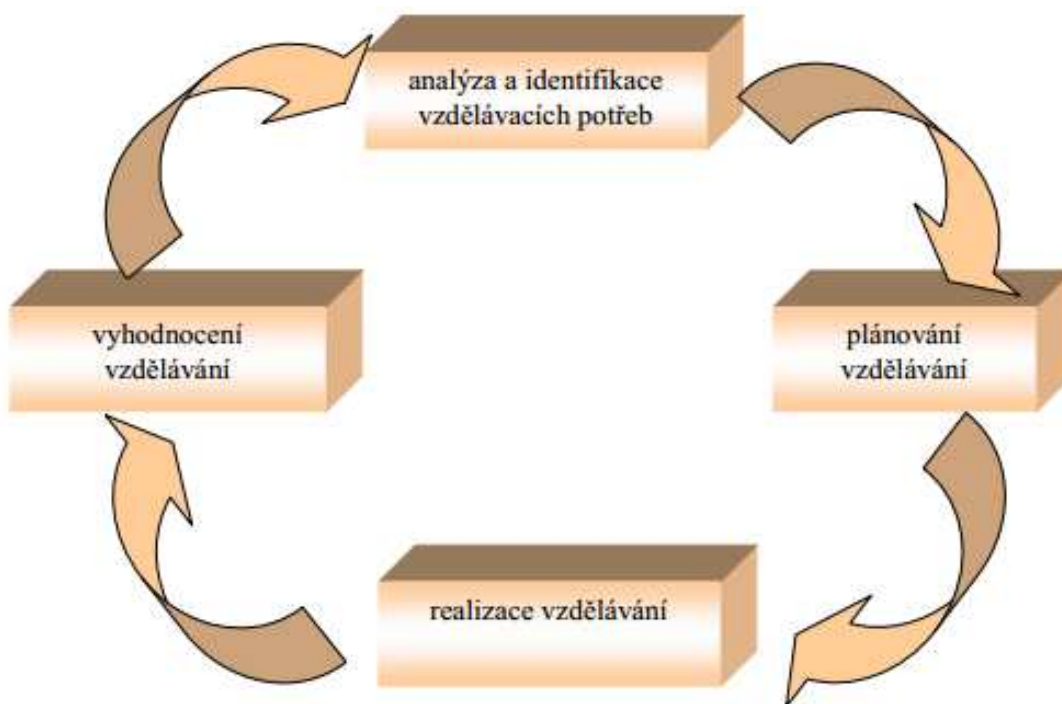 analýza a identifikace
vzdělávacích potřeb
plánování
vzdělávání
realizace vzdělávání
vyhodnocení
vzdělávání